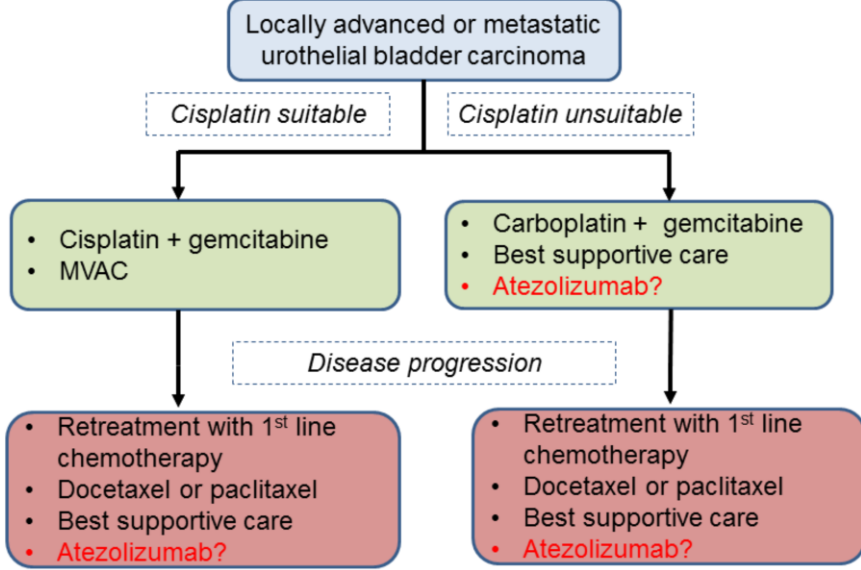 Locally advanced or metastatic
urothelial bladder carcinoma
Cisplatin suitable
Cisplatin unsuitable
• Cisplatin + gemcitabine
• MVAC
• Carboplatin + gemcitabine
• Best supportive care
• Atezolizumab?
Disease progression
• Retreatment with 1st line
chemotherapy
• Docetaxel or paclitaxel
• Best supportive care
• Atezolizumab?
• Retreatment with 1st line
chemotherapy
• Docetaxel or paclitaxel
• Best supportive care
• Atezolizumab?